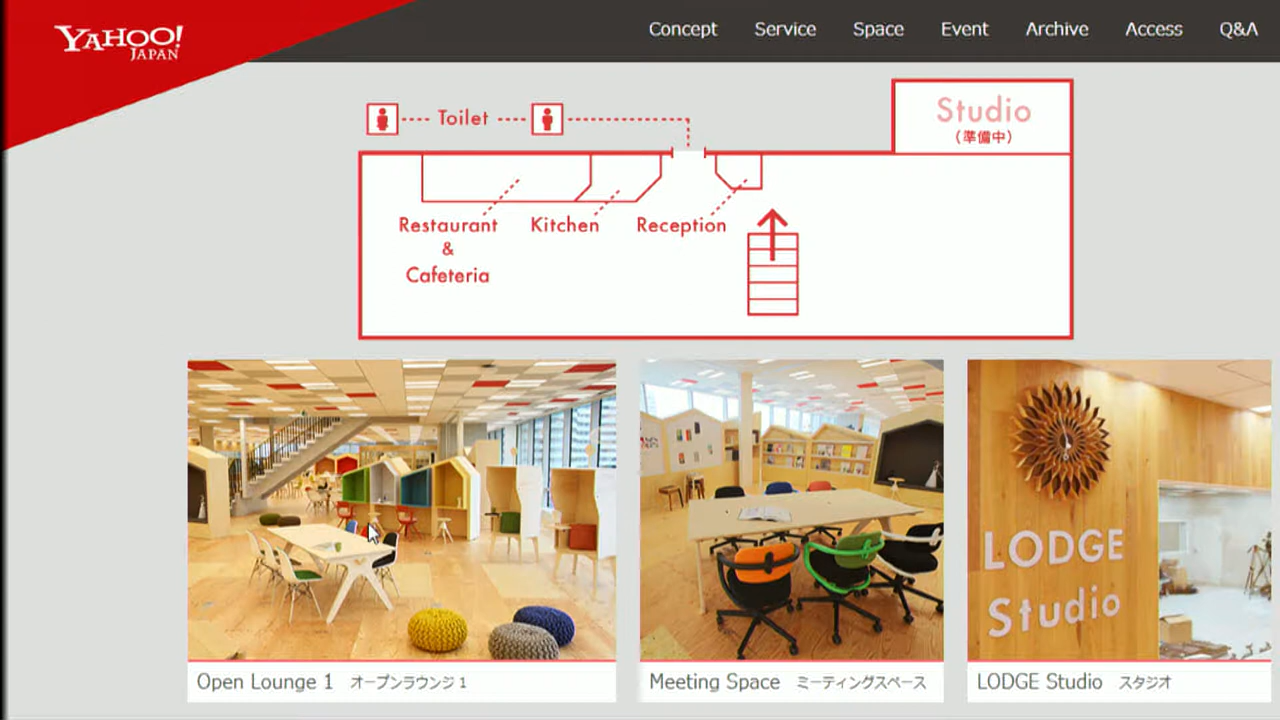 YAHOO!
JAPAN
Concept Service Space Event Archive Access Q&A
Toilet
Studio
(準備中)
Restaurant
&
Cafeteria
Kitchen
Reception
LODGE
Studio
Open Lounge 1 オープンラウンジ 1
Meeting Space ミーティングスペース
LODGE Studio スタジオ